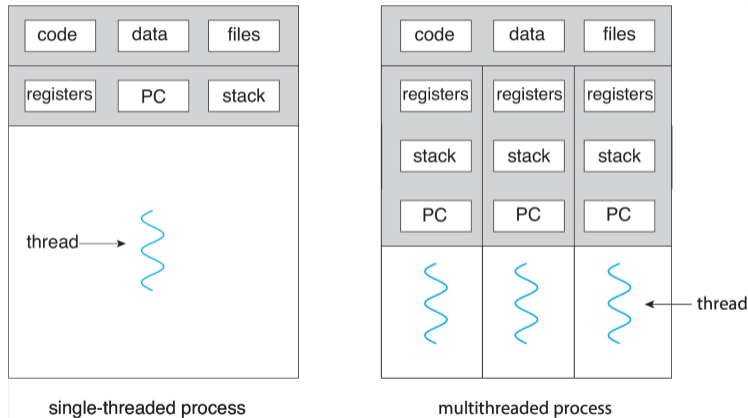 code data files
registers PC stack
thread
single-threaded process
code data files
registers registers registers
stack stack stack
PC PC PC
thread
multithreaded process